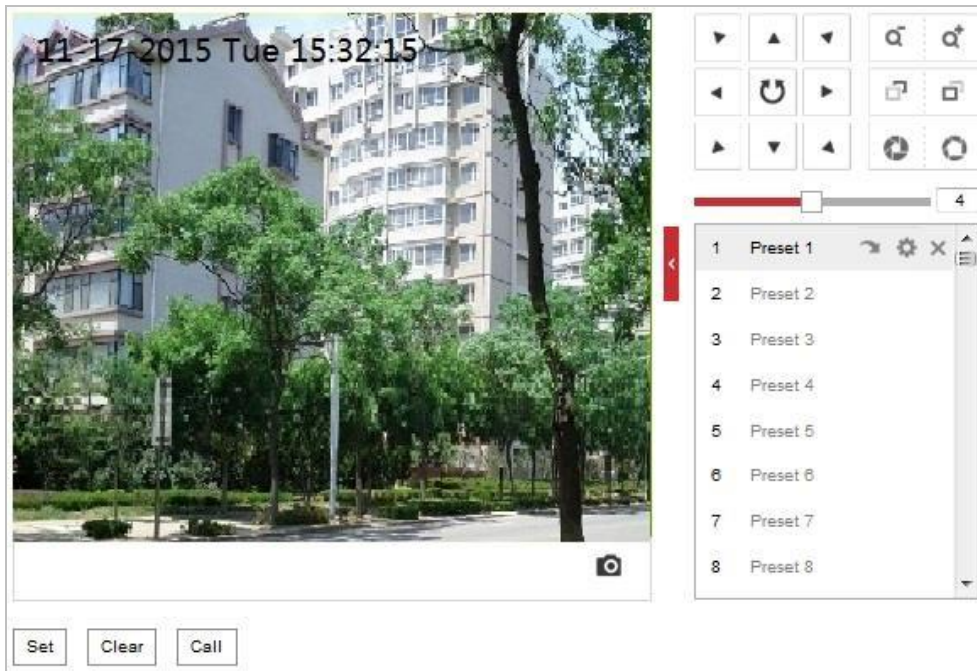 11-17-2015 Tue 15:32:15
4
1 Preset 1
2 Preset 2
3 Preset 3
4 Preset 4
5 Preset 5
6 Preset 6
7 Preset 7
8 Preset 8
Set Clear Call